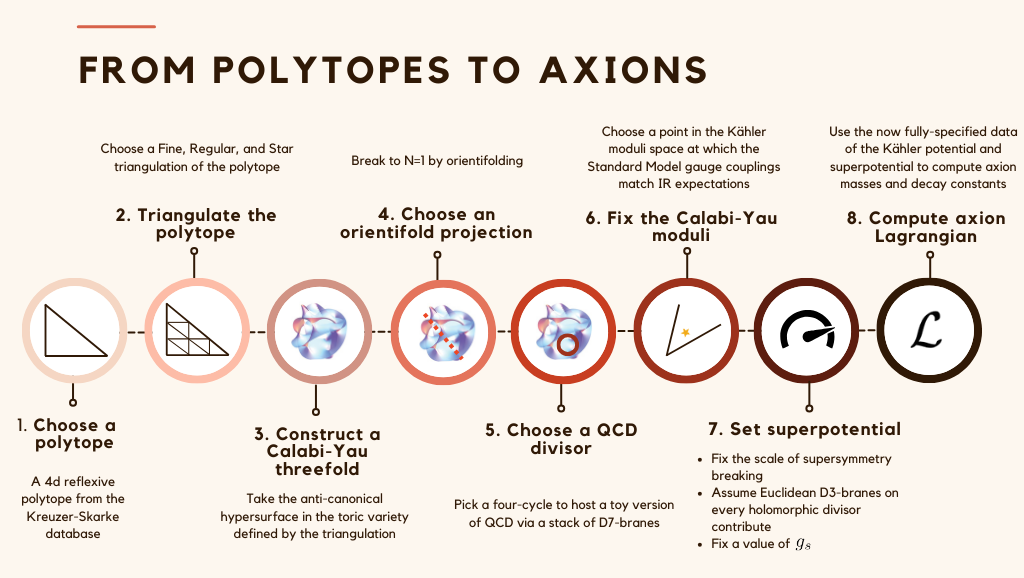 FROM POLYTOPES TO AXIONS
1. Choose a
polytope
A 4d reflexive
polytope from the
Kreuzer-Skarke
database
Choose a Fine, Regular, and Star
triangulation of the polytope
2. Triangulate the
polytope
3. Construct a
Calabi-Yau
threefold
Take the anti-canonical
hypersurface in the toric variety
defined by the triangulation
Break to N=1 by orientifolding
4. Choose an
orientifold projection
5. Choose a QCD
divisor
Pick a four-cycle to host a toy version
of QCD via a stack of D7-branes
Choose a point in the Kähler
moduli space at which the
Standard Model gauge couplings
match IR expectations
6. Fix the Calabi-Yau
moduli
7. Set superpotential
• Fix the scale of supersymmetry
breaking
• Assume Euclidean D3-branes on
every holomorphic divisor
contribute
• Fix a value of g_s
Use the now fully-specified data
of the Kähler potential and
superpotential to compute axion
masses and decay constants
8. Compute axion
Lagrangian
ℒ